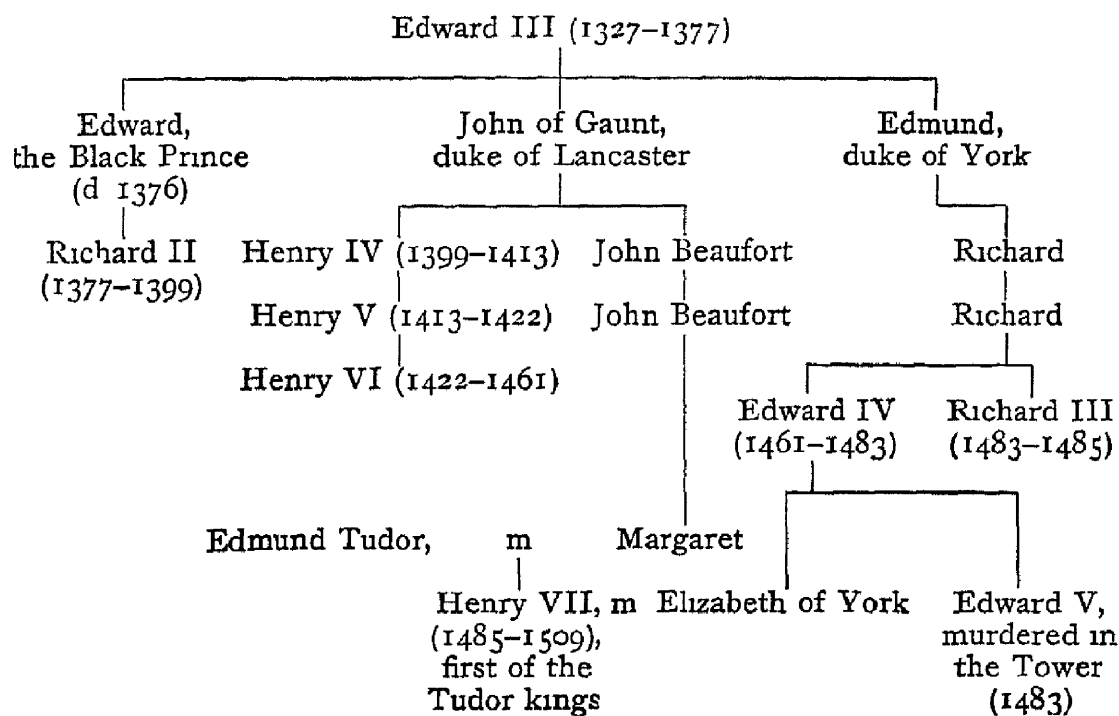 Edward III (1327–1377)
Edward, John of Gaunt, Edmund,
the Black Prince duke of Lancaster duke of York
(d 1376)
Richard II Henry IV (1399–1413) John Beaufort Richard
(1377–1399)
Henry V (1413–1422) John Beaufort Richard
Henry VI (1422–1461)
Edward IV Richard III
(1461–1483) (1483–1485)
Edmund Tudor, m Margaret
Henry VII, m Elizabeth of York Edward V,
(1485–1509), murdered in
first of the the Tower
Tudor kings (1483)